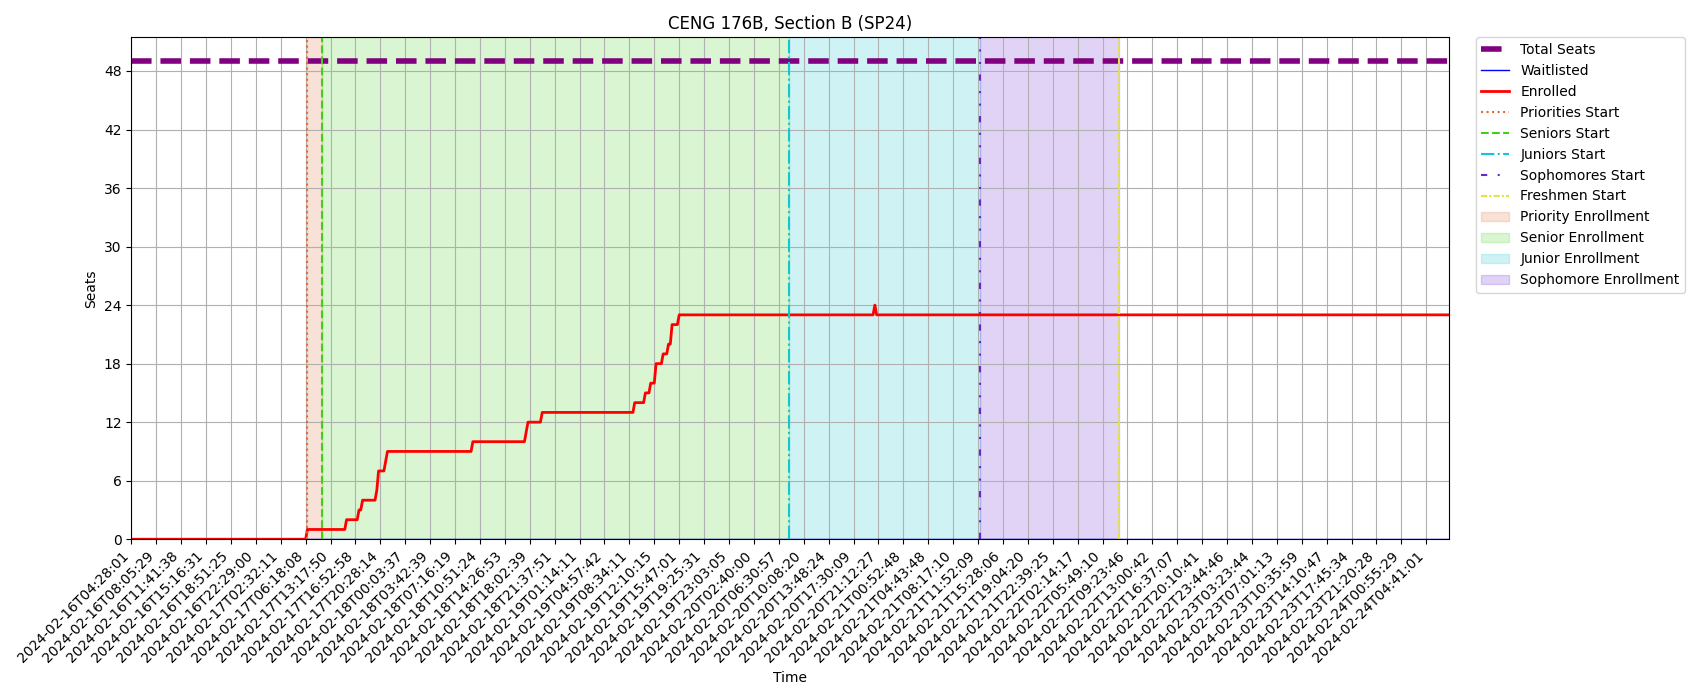 CENG 176B, Section B (SP24)
Total Seats
Waitlisted
Enrolled
Priorities Start
Seniors Start
Juniors Start
Sophomores Start
Freshmen Start
Priority Enrollment
Senior Enrollment
Junior Enrollment
Sophomore Enrollment
Seats
48
42
36
30
24
18
12
6
0
2024-02-16T04:28:01
2024-02-16T08:05:29
2024-02-16T11:41:38
2024-02-16T15:16:31
2024-02-16T18:51:25
2024-02-16T22:29:00
2024-02-17T02:32:11
2024-02-17T06:18:08
2024-02-17T13:17:50
2024-02-17T16:52:58
2024-02-17T20:28:14
2024-02-18T00:03:37
2024-02-18T03:42:39
2024-02-18T07:16:19
2024-02-18T10:51:24
2024-02-18T14:26:53
2024-02-18T18:02:39
2024-02-18T21:37:51
2024-02-19T01:14:11
2024-02-19T04:57:42
2024-02-19T08:34:11
2024-02-19T12:10:15
2024-02-19T15:47:01
2024-02-19T19:25:31
2024-02-19T23:03:05
2024-02-20T02:40:00
2024-02-20T06:30:57
2024-02-20T10:08:20
2024-02-20T13:48:24
2024-02-20T17:30:09
2024-02-20T21:12:27
2024-02-21T00:52:48
2024-02-21T04:43:48
2024-02-21T08:17:10
2024-02-21T11:52:09
2024-02-21T15:28:06
2024-02-21T19:04:20
2024-02-21T22:39:25
2024-02-22T02:14:17
2024-02-22T05:49:10
2024-02-22T09:23:46
2024-02-22T13:00:42
2024-02-22T16:37:07
2024-02-22T20:10:41
2024-02-22T23:44:46
2024-02-23T03:23:44
2024-02-23T07:01:13
2024-02-23T10:35:59
2024-02-23T14:10:47
2024-02-23T17:45:34
2024-02-23T21:20:28
2024-02-24T00:55:29
2024-02-24T04:41:01
Time